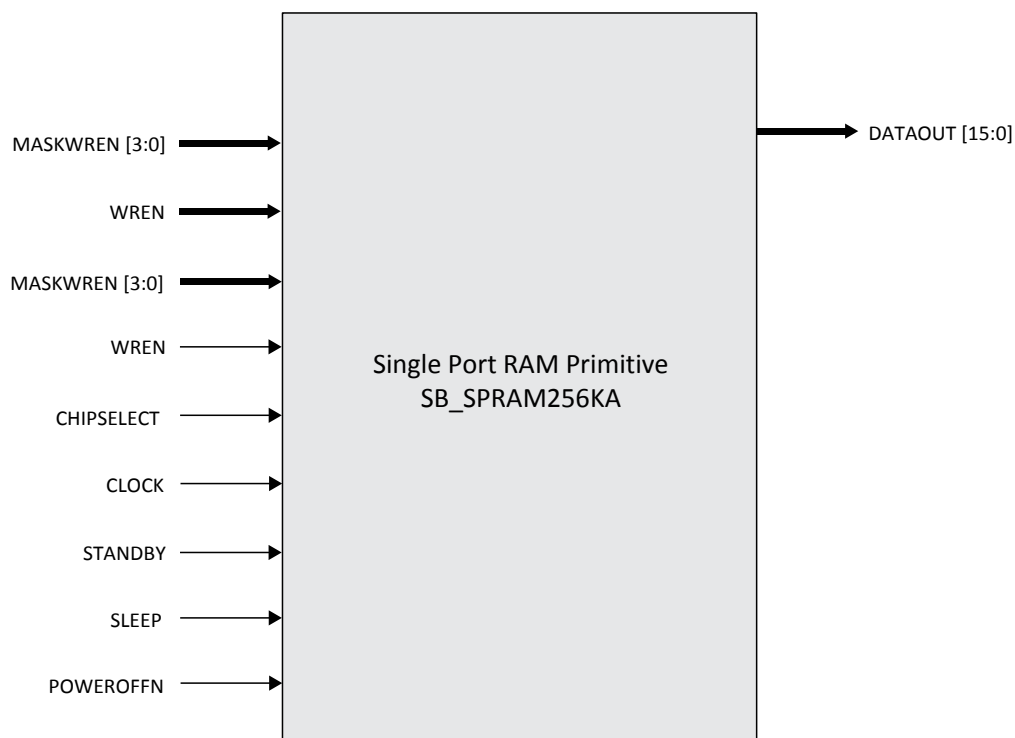 MASKWREN [3:0]
DATAOUT [15:0]
WREN
MASKWREN [3:0]
WREN
Single Port RAM Primitive
SB_SPRAM256KA
CHIPSELECT
CLOCK
STANDBY
SLEEP
POWEROFFN